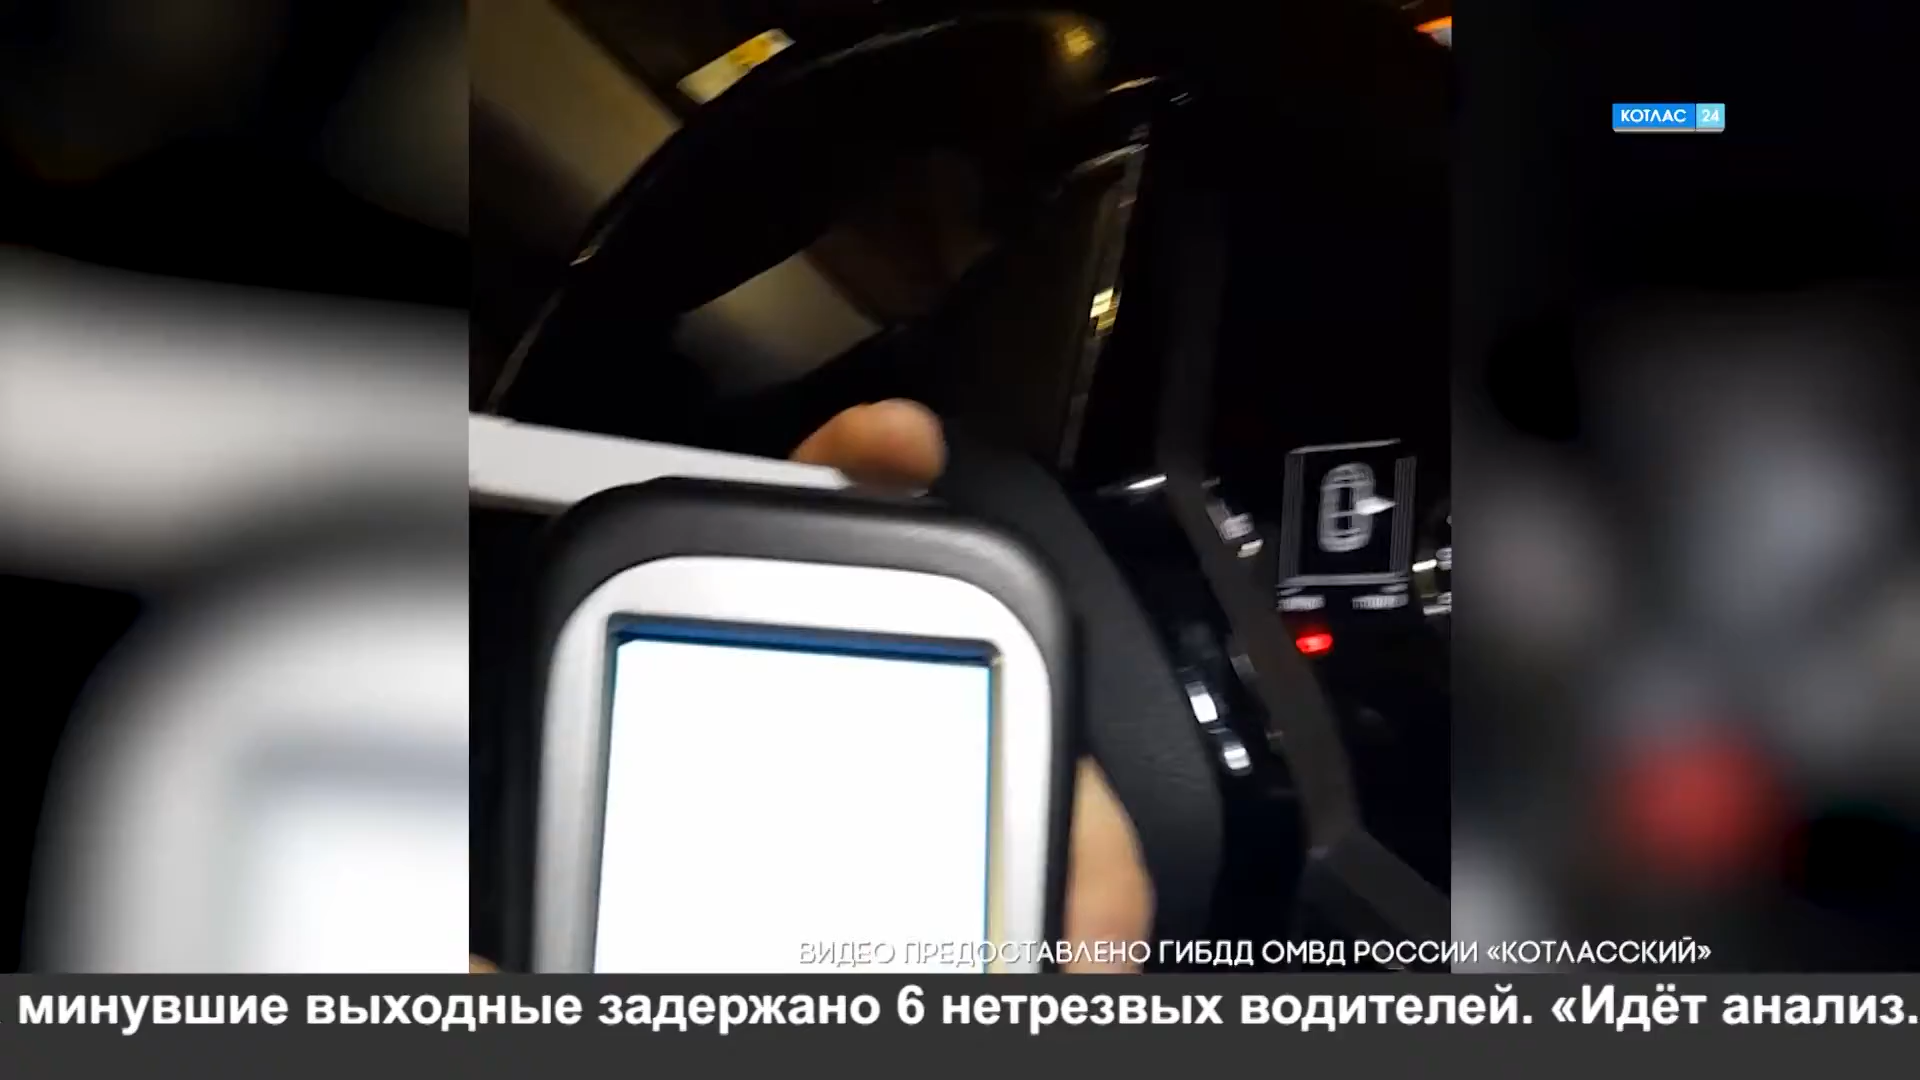 КОТЛАС 24
ВИДЕО ПРЕДОСТАВЛЕНО ГИБДД ОМВД РОССИИ «КОТЛАССКИЙ»
минувшие выходные задержано 6 нетрезвых водителей. «Идёт анализ.